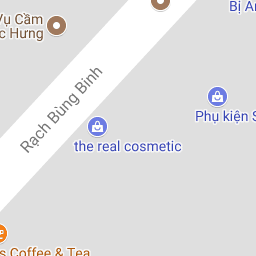 Vụ Cầm
c Hưng
Bị A
Rạch Bùng Binh
Phụ kiện S
the real cosmetic
s Coffee & Tea